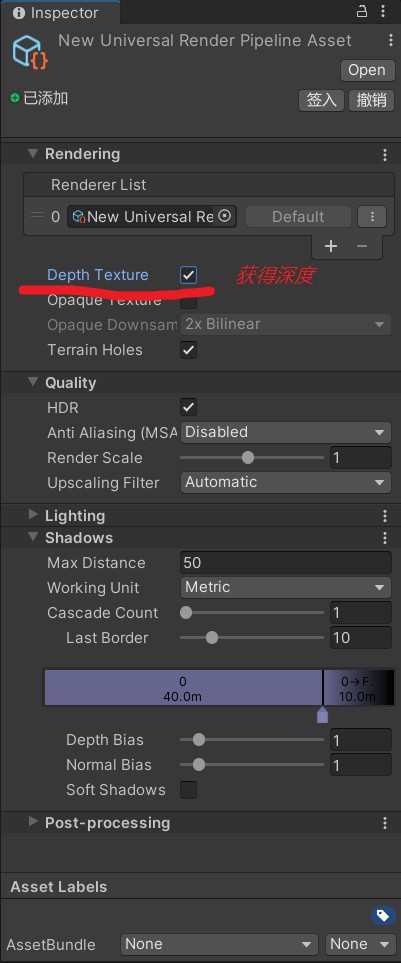 Inspector
New Universal Render Pipeline Asset
Open
已添加
签入 撤销
Rendering
Renderer List
0 New Universal Re Default
Depth Texture 获得深度
Opaque Texture
Opaque Downsam 2x Bilinear
Terrain Holes
Quality
HDR
Anti Aliasing (MSA Disabled
Render Scale 1
Upscaling Filter Automatic
Lighting
Shadows
Max Distance 50
Working Unit Metric
Cascade Count 1
Last Border 10
0 0→F.
40.0m 10.0m
Depth Bias 1
Normal Bias 1
Soft Shadows
Post-processing
Asset Labels
AssetBundle None None